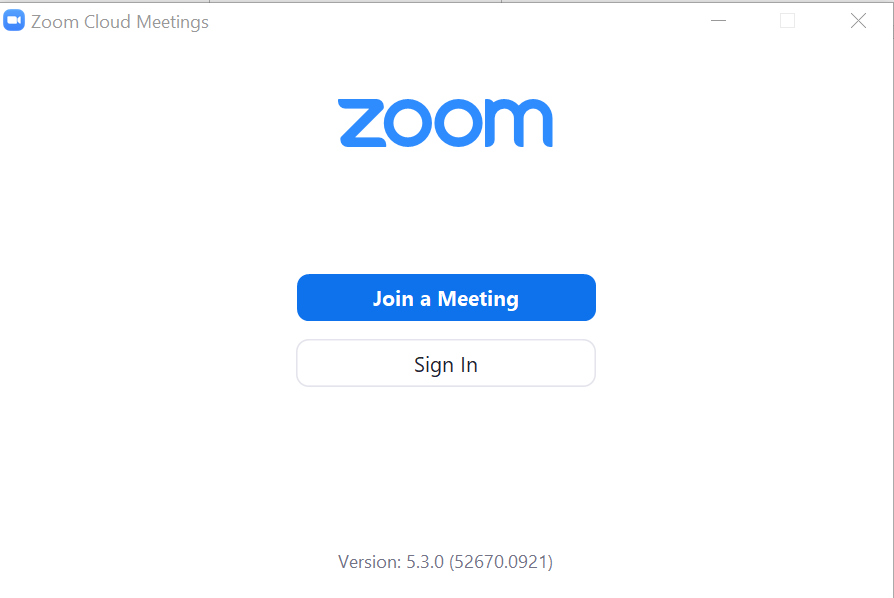 Zoom Cloud Meetings
zoom
Join a Meeting
Sign In
Version: 5.3.0 (52670.0921)